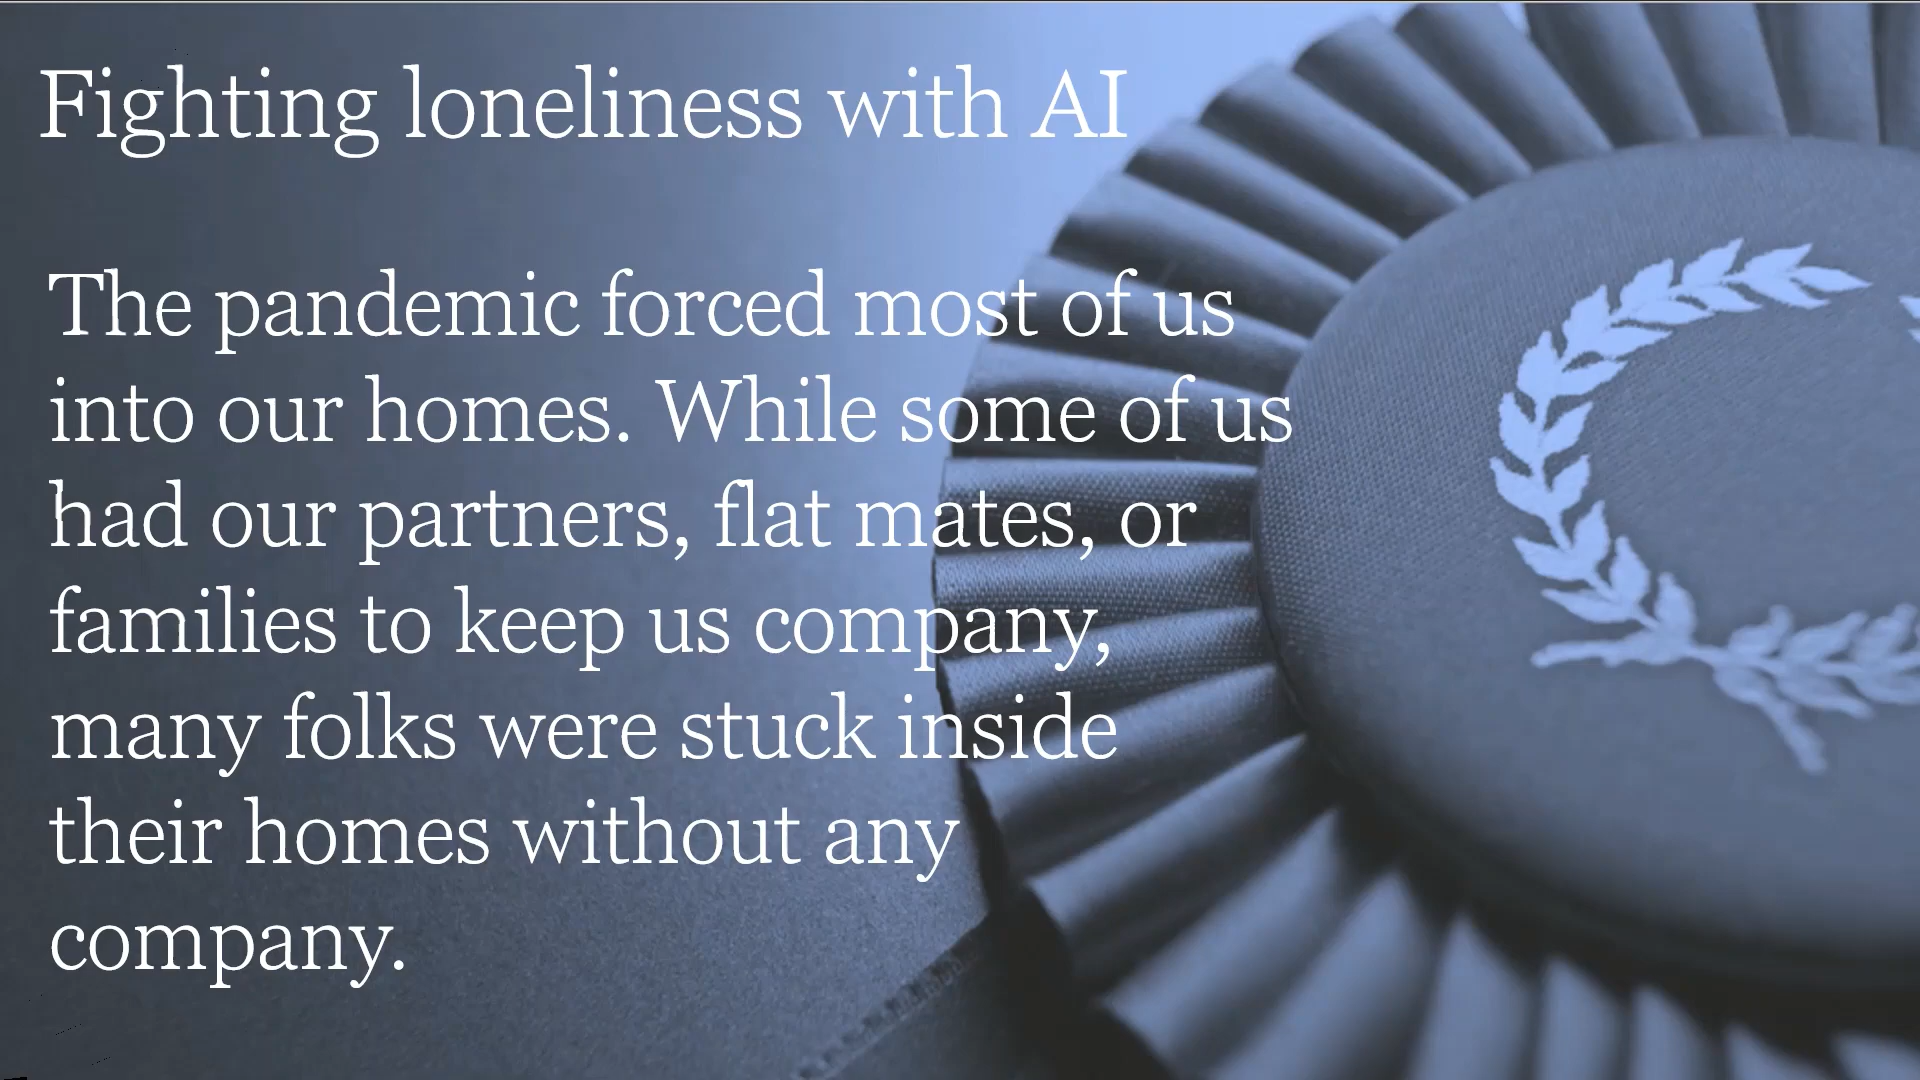 Fighting loneliness with AI
The pandemic forced most of us
into our homes. While some of us
had our partners, flat mates, or
families to keep us company,
many folks were stuck inside
their homes without any
company.